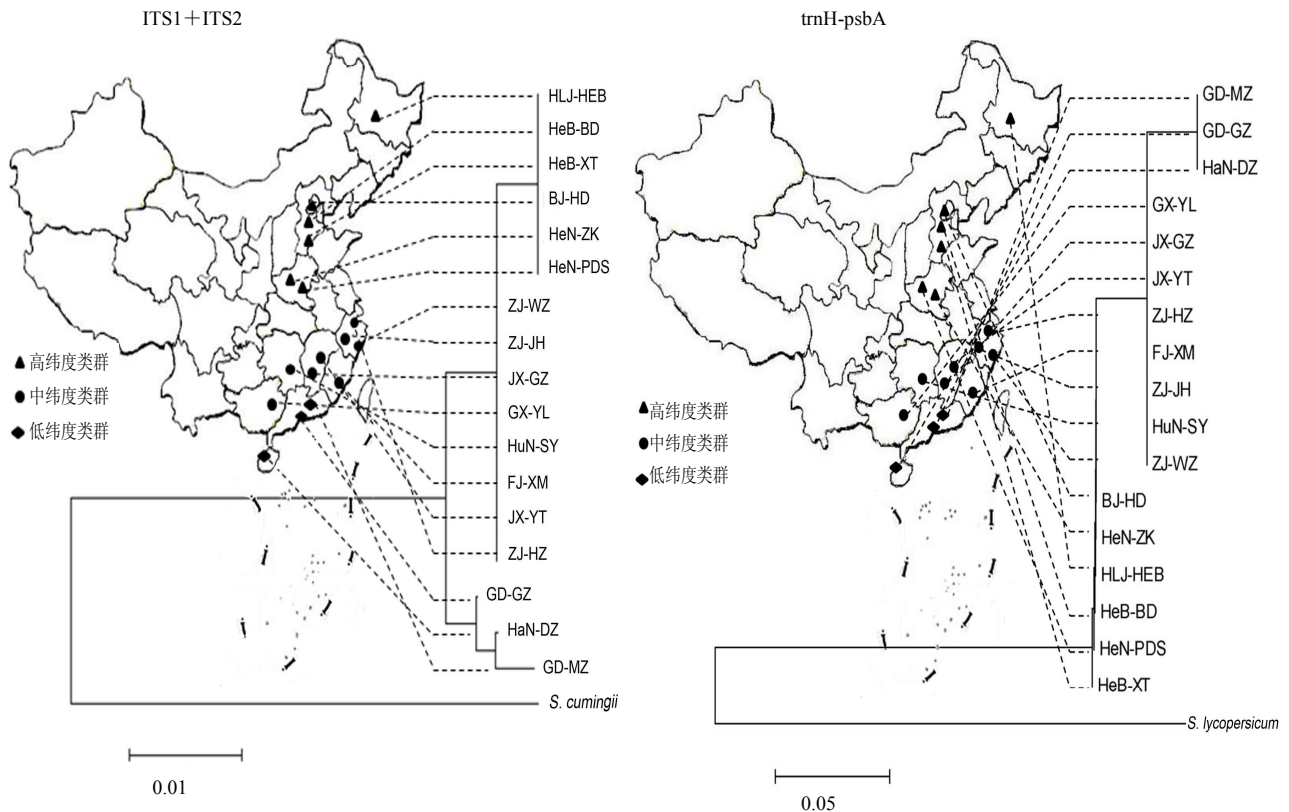 ITS1＋ITS2
HLJ-HEB
HeB-BD
HeB-XT
BJ-HD
HeN-ZK
HeN-PDS
ZJ-WZ
ZJ-JH
JX-GZ
GX-YL
HuN-SY
FJ-XM
JX-YT
ZJ-HZ
GD-GZ
HaN-DZ
GD-MZ
S. cumingii
高纬度类群
中纬度类群
低纬度类群
0.01
trnH-psbA
GD-MZ
GD-GZ
HaN-DZ
GX-YL
JX-GZ
JX-YT
ZJ-HZ
FJ-XM
ZJ-JH
HuN-SY
ZJ-WZ
BJ-HD
HeN-ZK
HLJ-HEB
HeB-BD
HeN-PDS
HeB-XT
S. lycopersicum
高纬度类群
中纬度类群
低纬度类群
0.05